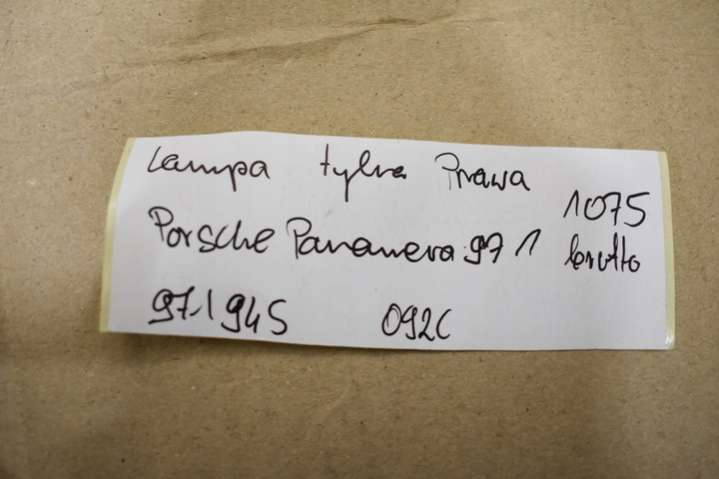 Lampa tylna Prawa
1075
Porsche Panamera 971 brutto
971945 092C